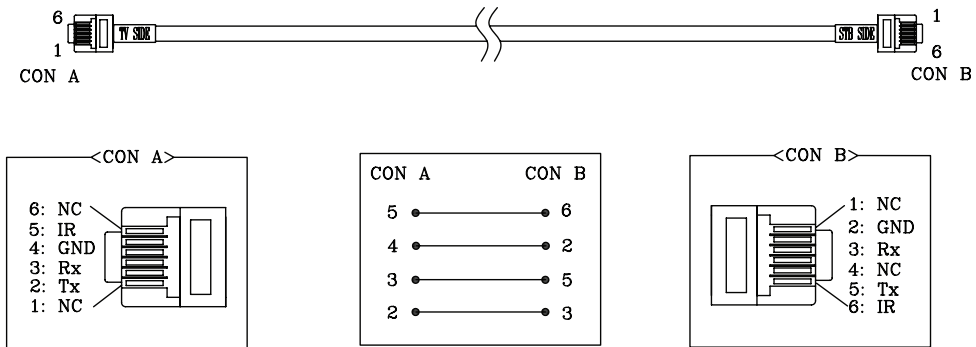 6
1
CON A
TV SIDE
STB SIDE
1
6
CON B
<CON A>
6: NC
5: IR
4: GND
3: Rx
2: Tx
1: NC
CON A CON B
5 6
4 2
3 5
2 3
<CON B>
1: NC
2: GND
3: Rx
4: NC
5: Tx
6: IR